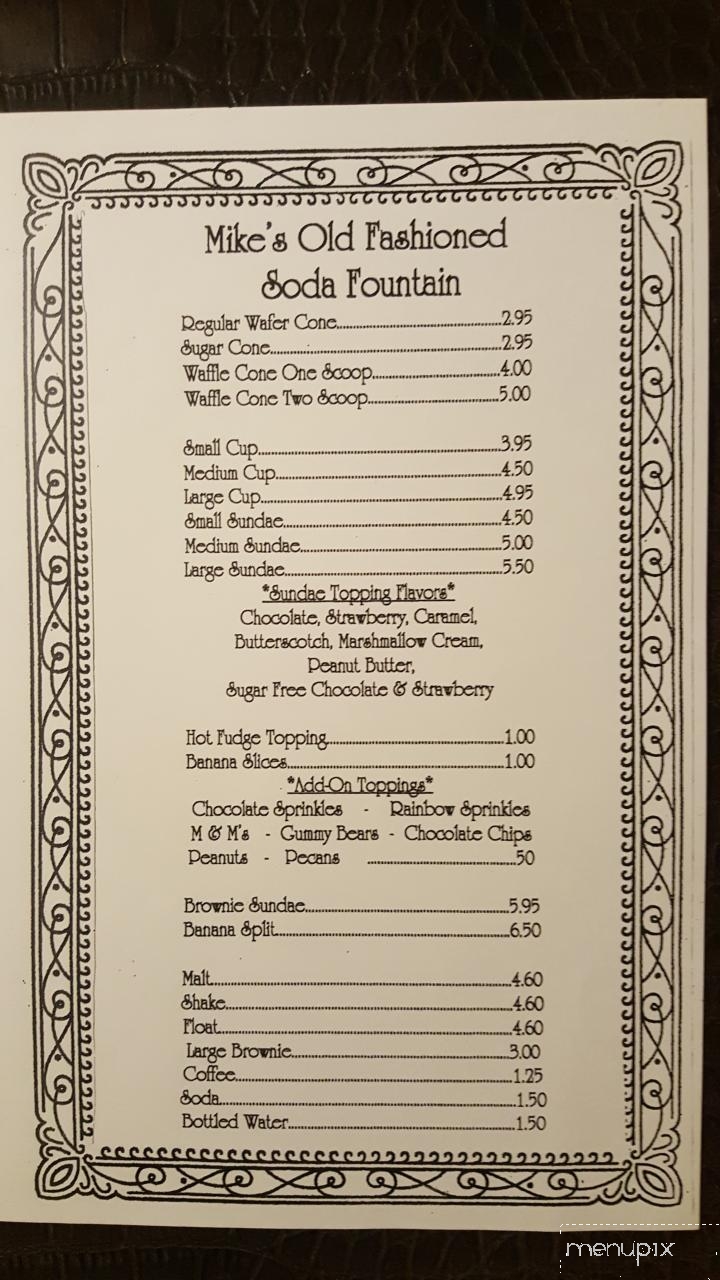 Mike's Old Fashioned
Soda Fountain
Regular Wafer Cone..........2.95
Sugar Cone..........2.95
Waffle Cone One Scoop..........4.00
Waffle Cone Two Scoop..........5.00
Small Cup..........3.95
Medium Cup..........4.50
Large Cup..........4.95
Small Sundae..........4.50
Medium Sundae..........5.00
Large Sundae..........5.50
*Sundae Topping Flavors*
Chocolate, Strawberry, Caramel,
Butterscotch, Marshmallow Cream,
Peanut Butter,
Sugar Free Chocolate & Strawberry
Hot Fudge Topping..........1.00
Banana Slices..........1.00
*Add-On Toppings*
Chocolate Sprinkles - Rainbow Sprinkles
M & M's - Gummy Bears - Chocolate Chips
Peanuts - Pecans ...........50
Brownie Sundae..........5.95
Banana Split..........6.50
Malt..........4.60
Shake..........4.60
Float..........4.60
Large Brownie..........3.00
Coffee..........1.25
Soda..........1.50
Bottled Water..........1.50
menupix